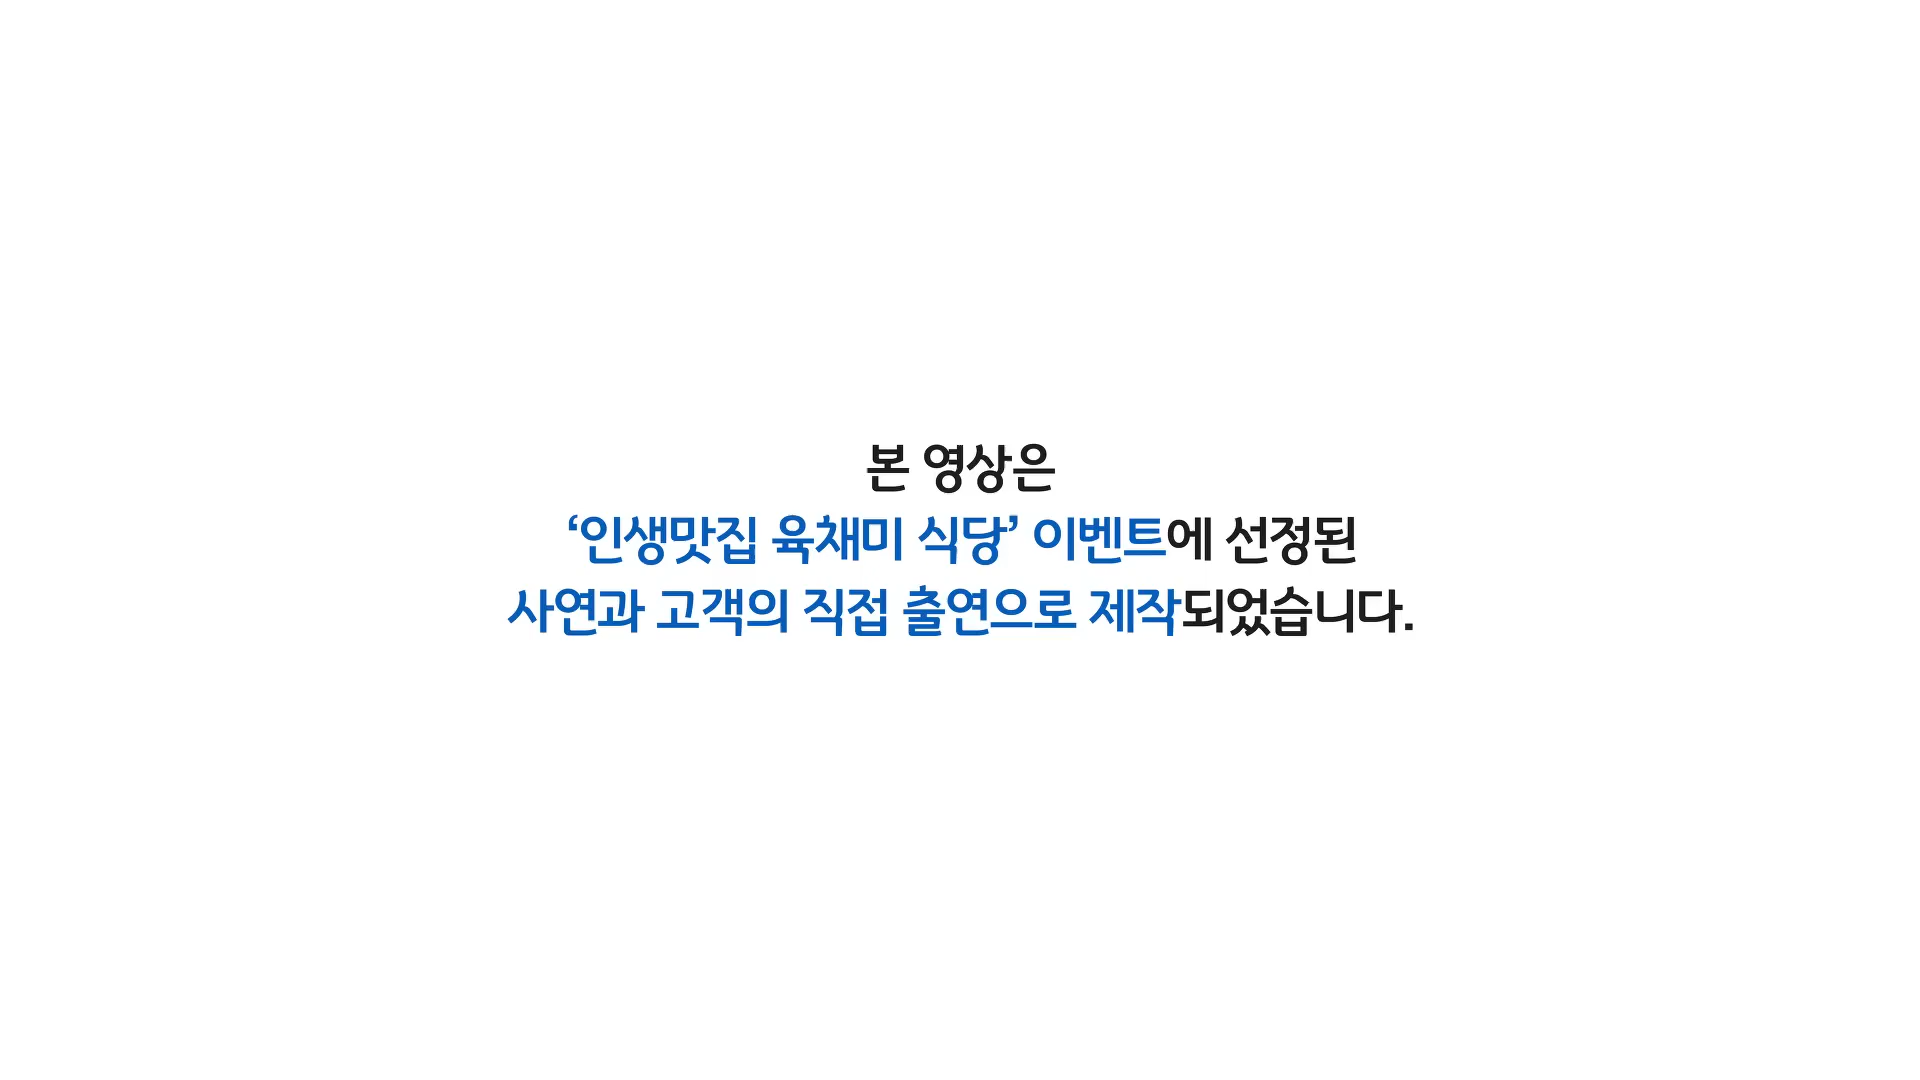 본 영상은
‘인생맛집 육채미 식당’ 이벤트에 선정된
사연과 고객의 직접 출연으로 제작되었습니다.